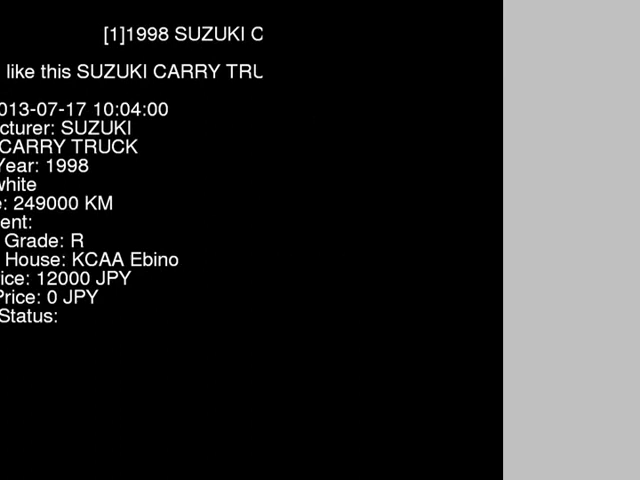 [1]1998 SUZUKI C
like this SUZUKI CARRY TRU
013-07-17 10:04:00
cturer: SUZUKI
CARRY TRUCK
Year: 1998
white
e: 249000 KM
ent:
Grade: R
House: KCAA Ebino
ice: 12000 JPY
Price: 0 JPY
Status: